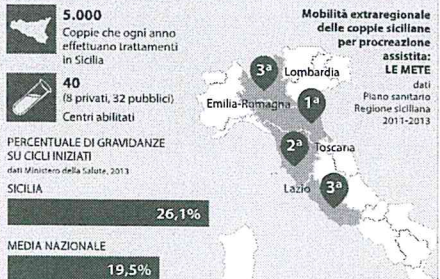 5.000
Coppie che ogni anno
effettuano trattamenti
in Sicilia
40
(8 privati, 32 pubblici)
Centri abilitati
PERCENTUALE DI GRAVIDANZE
SU CICLI INIZIATI
dati Ministero della Salute, 2013
SICILIA
26,1%
MEDIA NAZIONALE
19,5%
Mobilità extraregionale
delle coppie siciliane
per procreazione
assistita:
LE METE
dati
Piano sanitario
Regione siciliana
2011-2013
3ª
Lombardia
Emilia-Romagna
1ª
2ª
Toscana
Lazio
3ª